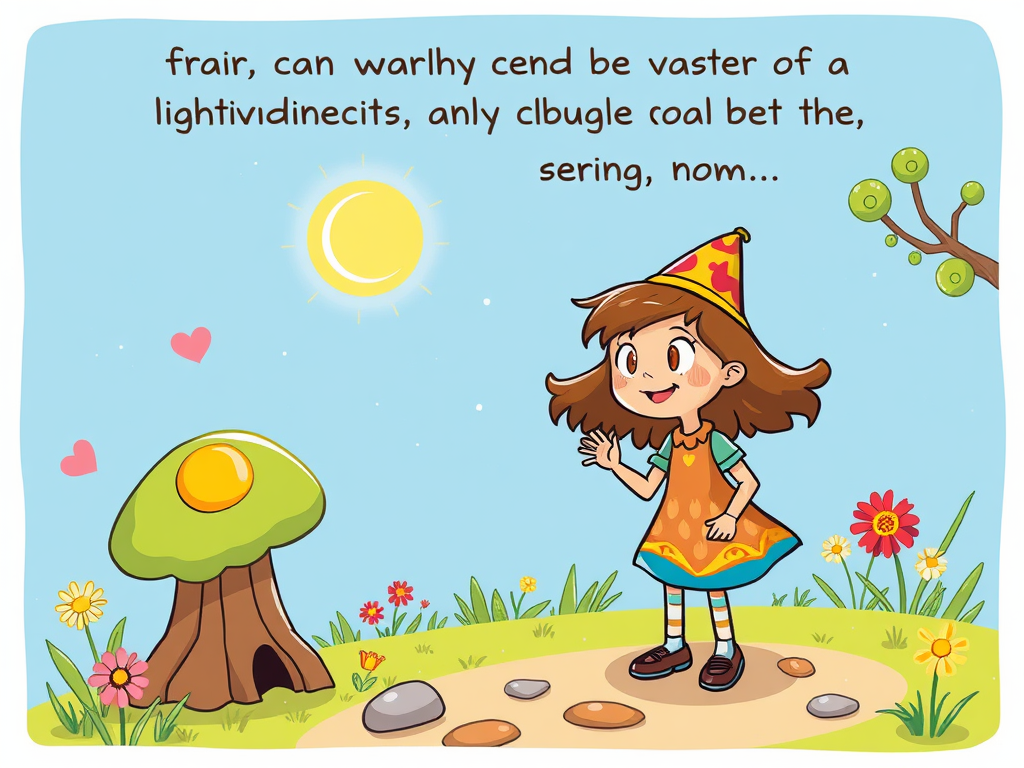 frair, can warlhy cend be vaster of a
lightividinecits, anly clbugle coal bet the,
sering, nom...